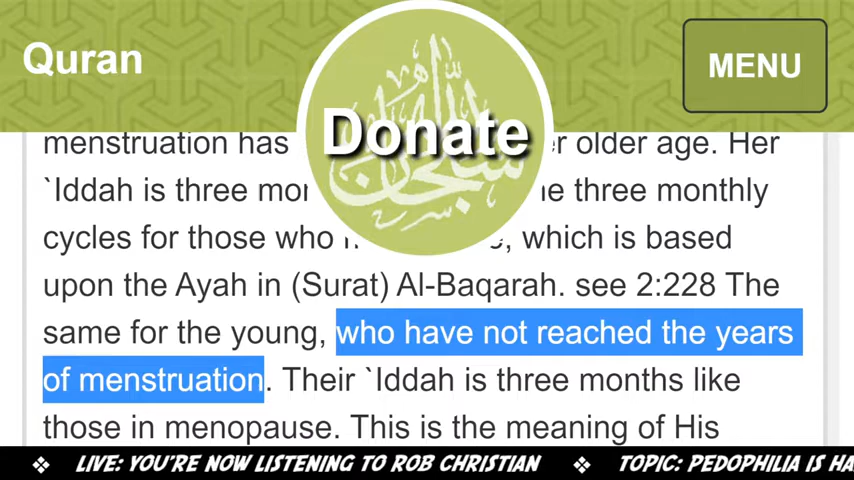 Quran
Donate
MENU
menstruation has er older age. Her
`Iddah is three mon the three monthly
cycles for those who , which is based
upon the Ayah in (Surat) Al-Baqarah. see 2:228 The
same for the young, who have not reached the years
of menstruation. Their `Iddah is three months like
those in menopause. This is the meaning of His
❖ LIVE: YOU'RE NOW LISTENING TO ROB CHRISTIAN ❖ TOPIC: PEDOPHILIA IS HA